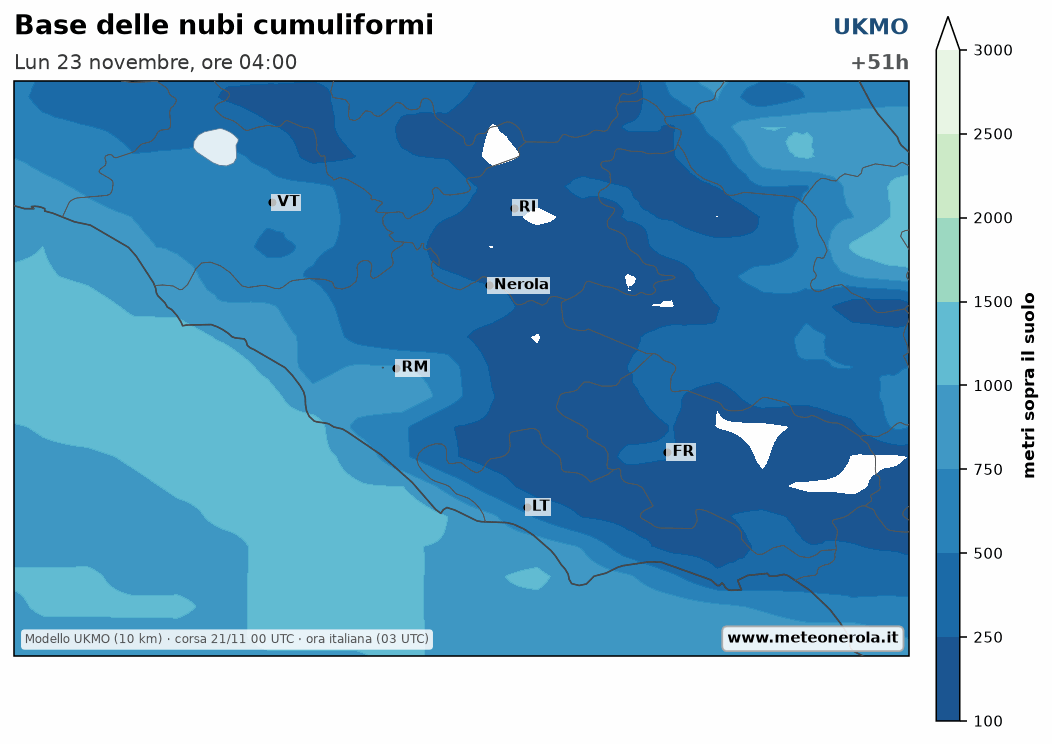 Base delle nubi cumuliformi
UKMO
Lun 23 novembre, ore 04:00
+51h
VT
RI
Nerola
RM
FR
LT
3000
2500
2000
1500
1000
750
500
250
100
metri sopra il suolo
Modello UKMO (10 km) · corsa 21/11 00 UTC · ora italiana (03 UTC)
www.meteonerola.it